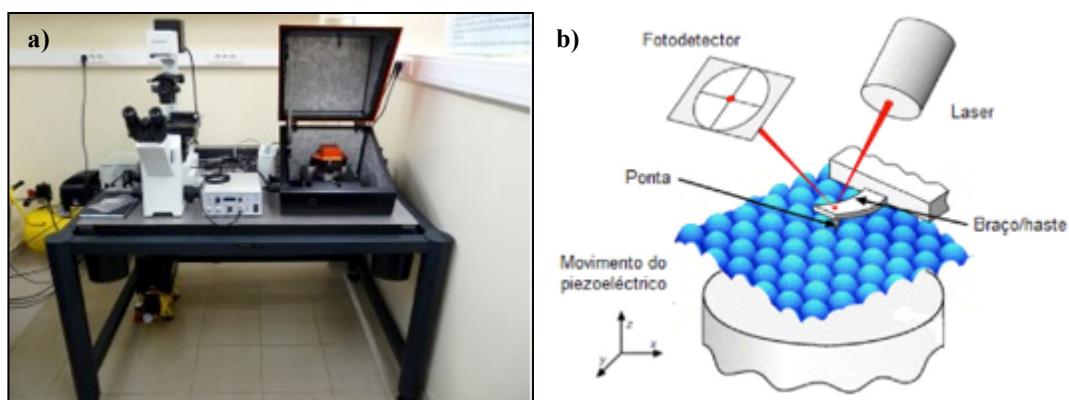 a)
b)
Fotodetector
Laser
Ponta
Braço/haste
Movimento do
piezoeléctrico
z
y
x